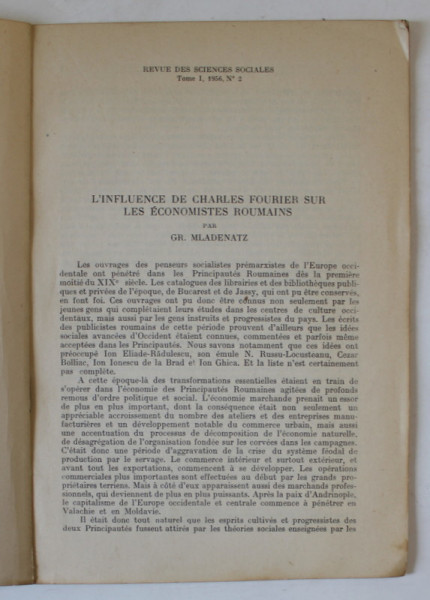 REVUE DES SCIENCES SOCIALES
Tome I, 1956, N° 2
L'INFLUENCE DE CHARLES FOURIER SUR
LES ÉCONOMISTES ROUMAINS
PAR
GR. MLADENATZ
Les ouvrages des penseurs socialistes prémarxistes de l'Europe occi-
dentale ont pénétré dans les Principautés Roumaines dès la première
moitié du XIXe siècle. Les catalogues des librairies et des bibliothèques publi-
ques et privées de l'époque, de Bucarest et de Jassy, qui ont pu être conservés,
en font foi. Ces ouvrages ont pu donc être connus non seulement par les
jeunes gens qui complétaient leurs études dans les centres de culture occi-
dentaux, mais aussi par les gens instruits et progressistes du pays. Les écrits
des publicistes roumains de cette période prouvent d'ailleurs que les idées
sociales avancées d'Occident étaient connues, commentées et parfois même
acceptées dans les Principautés. Nous savons notamment que ces idées ont
préoccupé Ion Eliade-Rădulescu, son émule N. Russu-Locusteanu, Cezar
Bolliac, Ion Ionescu de la Brad et Ion Ghica. Et la liste n'est certainement
pas complète.
A cette époque-là des transformations essentielles étaient en train de
s'opérer dans l'économie des Principautés Roumaines agitées de profonds
remous d'ordre politique et social. L'économie marchande prenait un essor
de plus en plus important, dont la conséquence était non seulement un
appréciable accroissement du nombre des ateliers et des entreprises manu-
facturières et un développement notable du commerce urbain, mais aussi
une accentuation du processus de décomposition de l'économie naturelle,
de désagrégation de l'organisation fondée sur les corvées dans les campagnes.
C'était donc une période d'aggravation de la crise du système féodal de
production par le servage. Le commerce intérieur et surtout extérieur, et
avant tout les exportations, commencent à se développer. Les opérations
commerciales plus importantes sont effectuées au début par les grands pro-
priétaires terriens. Mais à côté d'eux apparaissent aussi des marchands profes-
sionnels, qui deviennent de plus en plus puissants. Après la paix d'Andrinople,
le capitalisme de l'Europe occidentale et centrale commence à pénétrer en
Valachie et en Moldavie.
Il était donc tout naturel que les esprits cultivés et progressistes des
deux Principautés fussent attirés par les théories sociales enseignées par les